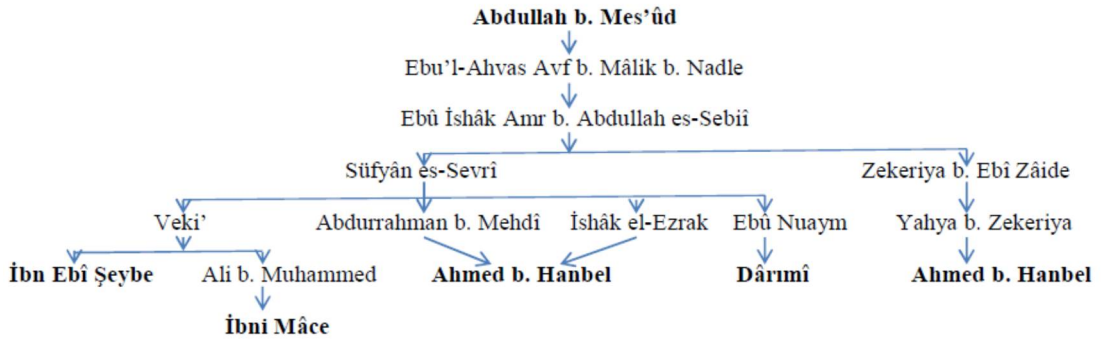 Abdullah b. Mes’ûd
Ebu’l-Ahvas Avf b. Mâlik b. Nadle
Ebû İshâk Amr b. Abdullah es-Sebiî
Süfyân es-Sevrî Zekeriya b. Ebî Zâide
Veki’ Abdurrahman b. Mehdî İshâk el-Ezrak Ebû Nuaym Yahya b. Zekeriya
İbn Ebî Şeybe Ali b. Muhammed Ahmed b. Hanbel Dârımî Ahmed b. Hanbel
İbni Mâce